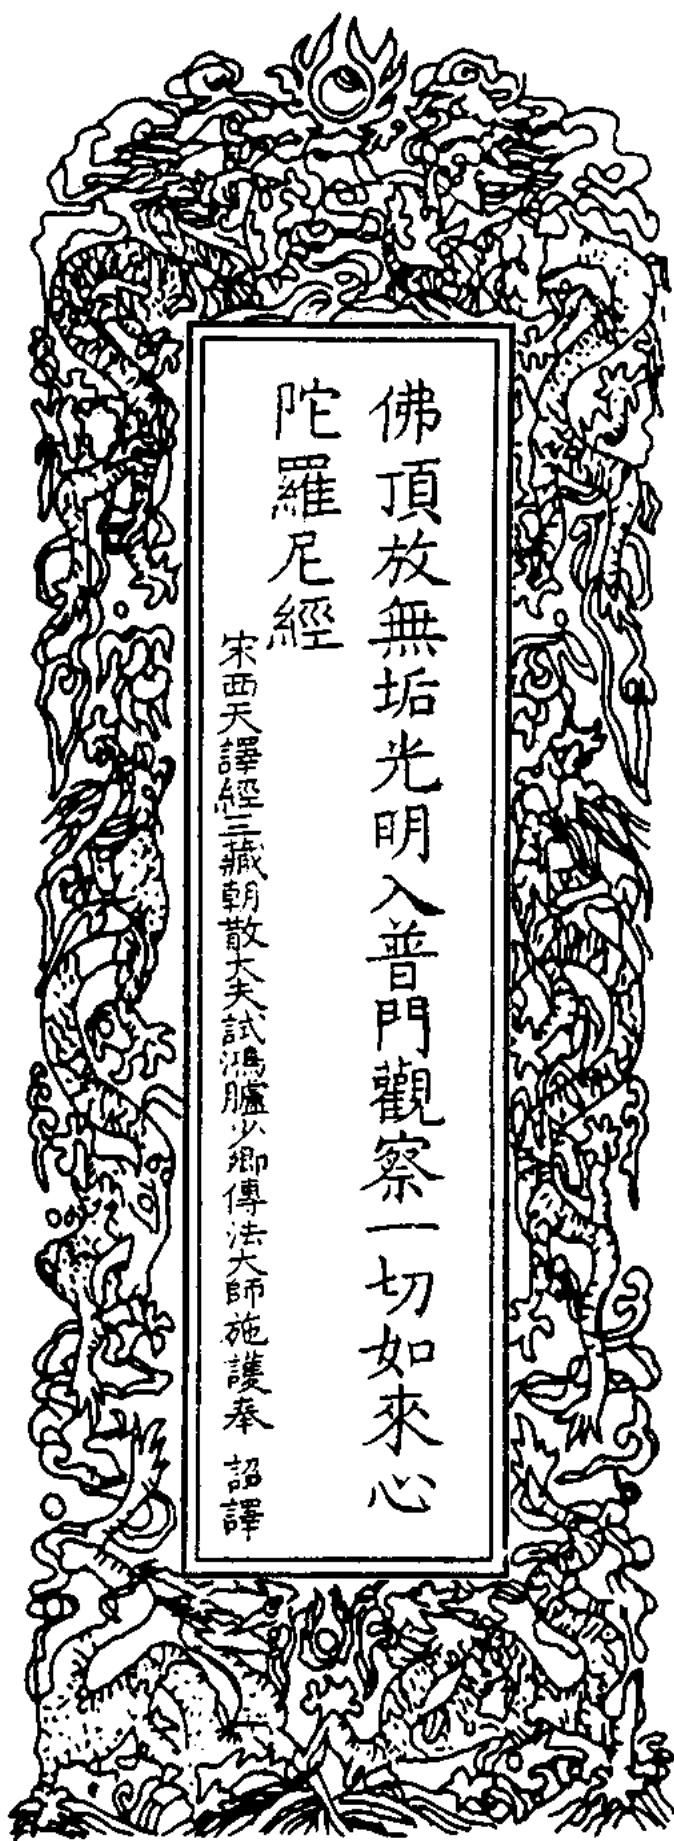 佛頂放無垢光明入普門觀察一切如來心
陀羅尼經
宋西天譯經三藏朝散大夫試鴻臚少卿傳法大師施護奉 詔譯